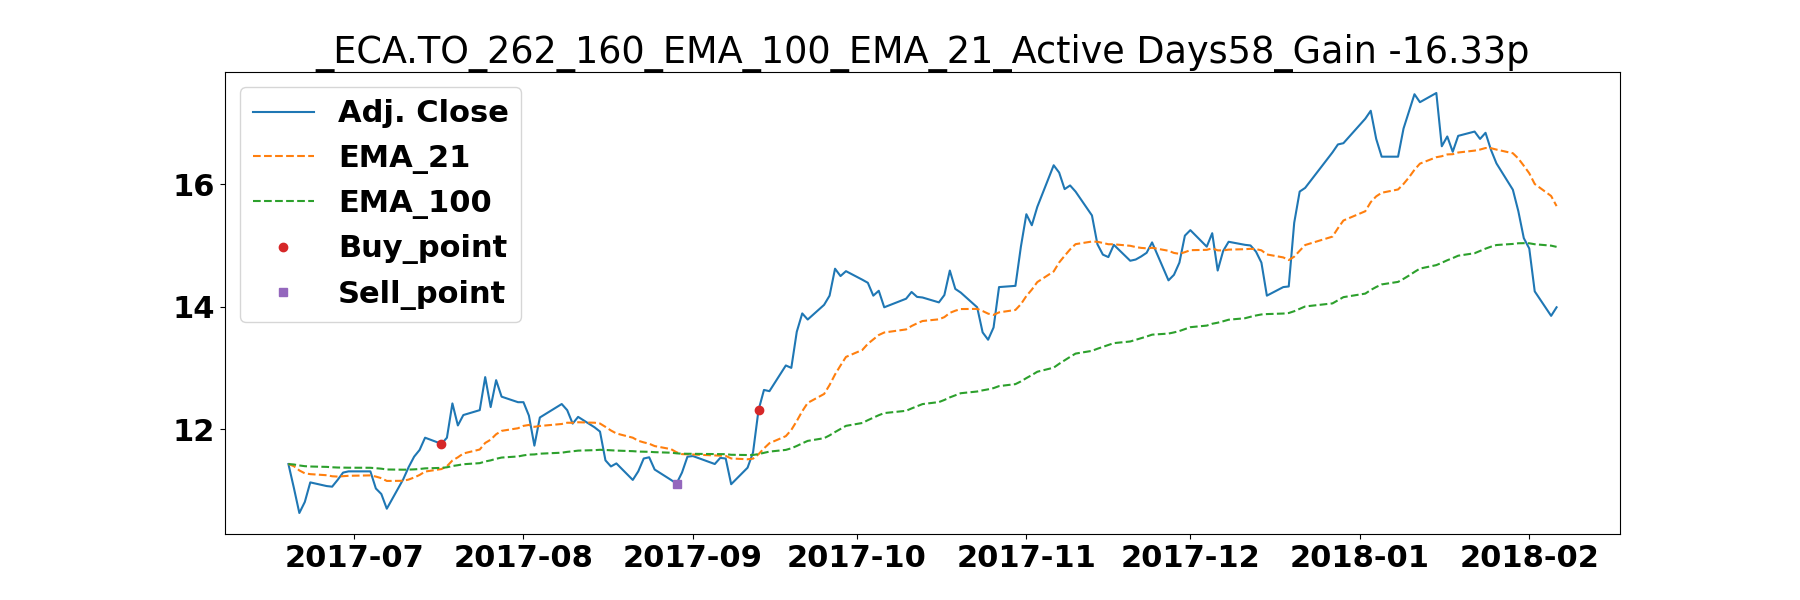 _ECA.TO_262_160_EMA_100_EMA_21_Active Days58_Gain -16.33p
Adj. Close
EMA_21
EMA_100
Buy_point
Sell_point
16
14
12
2017-07 2017-08 2017-09 2017-10 2017-11 2017-12 2018-01 2018-02